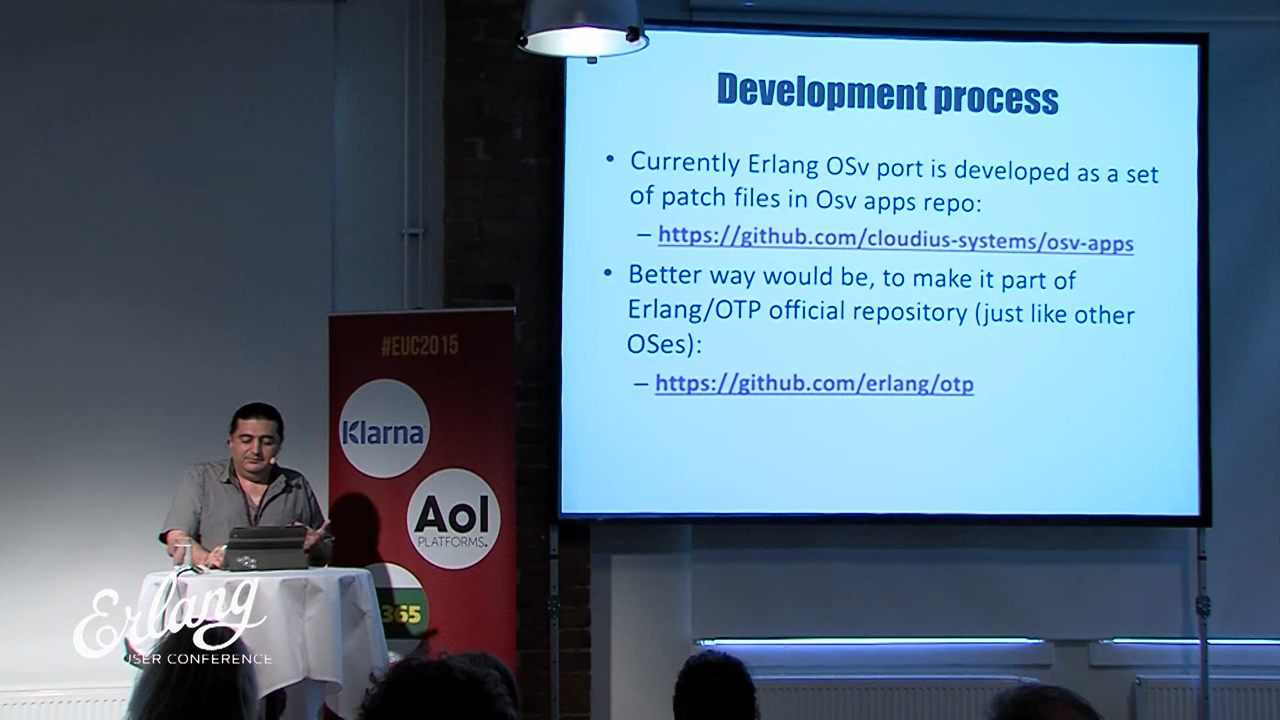 Development process
• Currently Erlang OSv port is developed as a set
of patch files in Osv apps repo:
– https://github.com/cloudius-systems/osv-apps
• Better way would be, to make it part of
Erlang/OTP official repository (just like other
OSes):
– https://github.com/erlang/otp
#EUC2015
Klarna
Aol
PLATFORMS.
365
Erlang
USER CONFERENCE